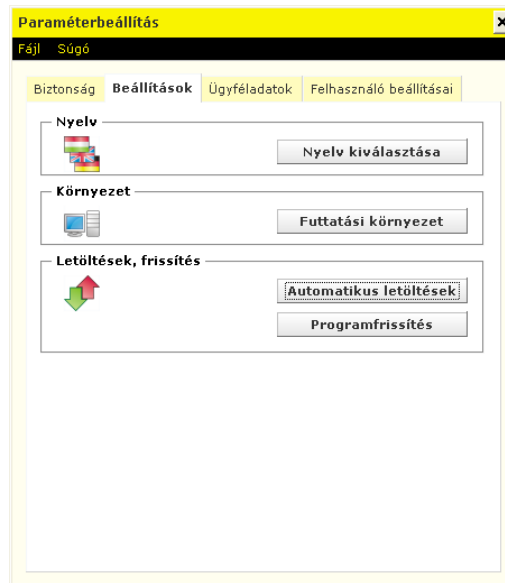 Paraméterbeállítás
Fájl Súgó
Biztonság Beállítások Ügyféladatok Felhasználó beállításai
Nyelv
Nyelv kiválasztása
Környezet
Futtatási környezet
Letöltések, frissítés
Automatikus letöltések
Programfrissítés